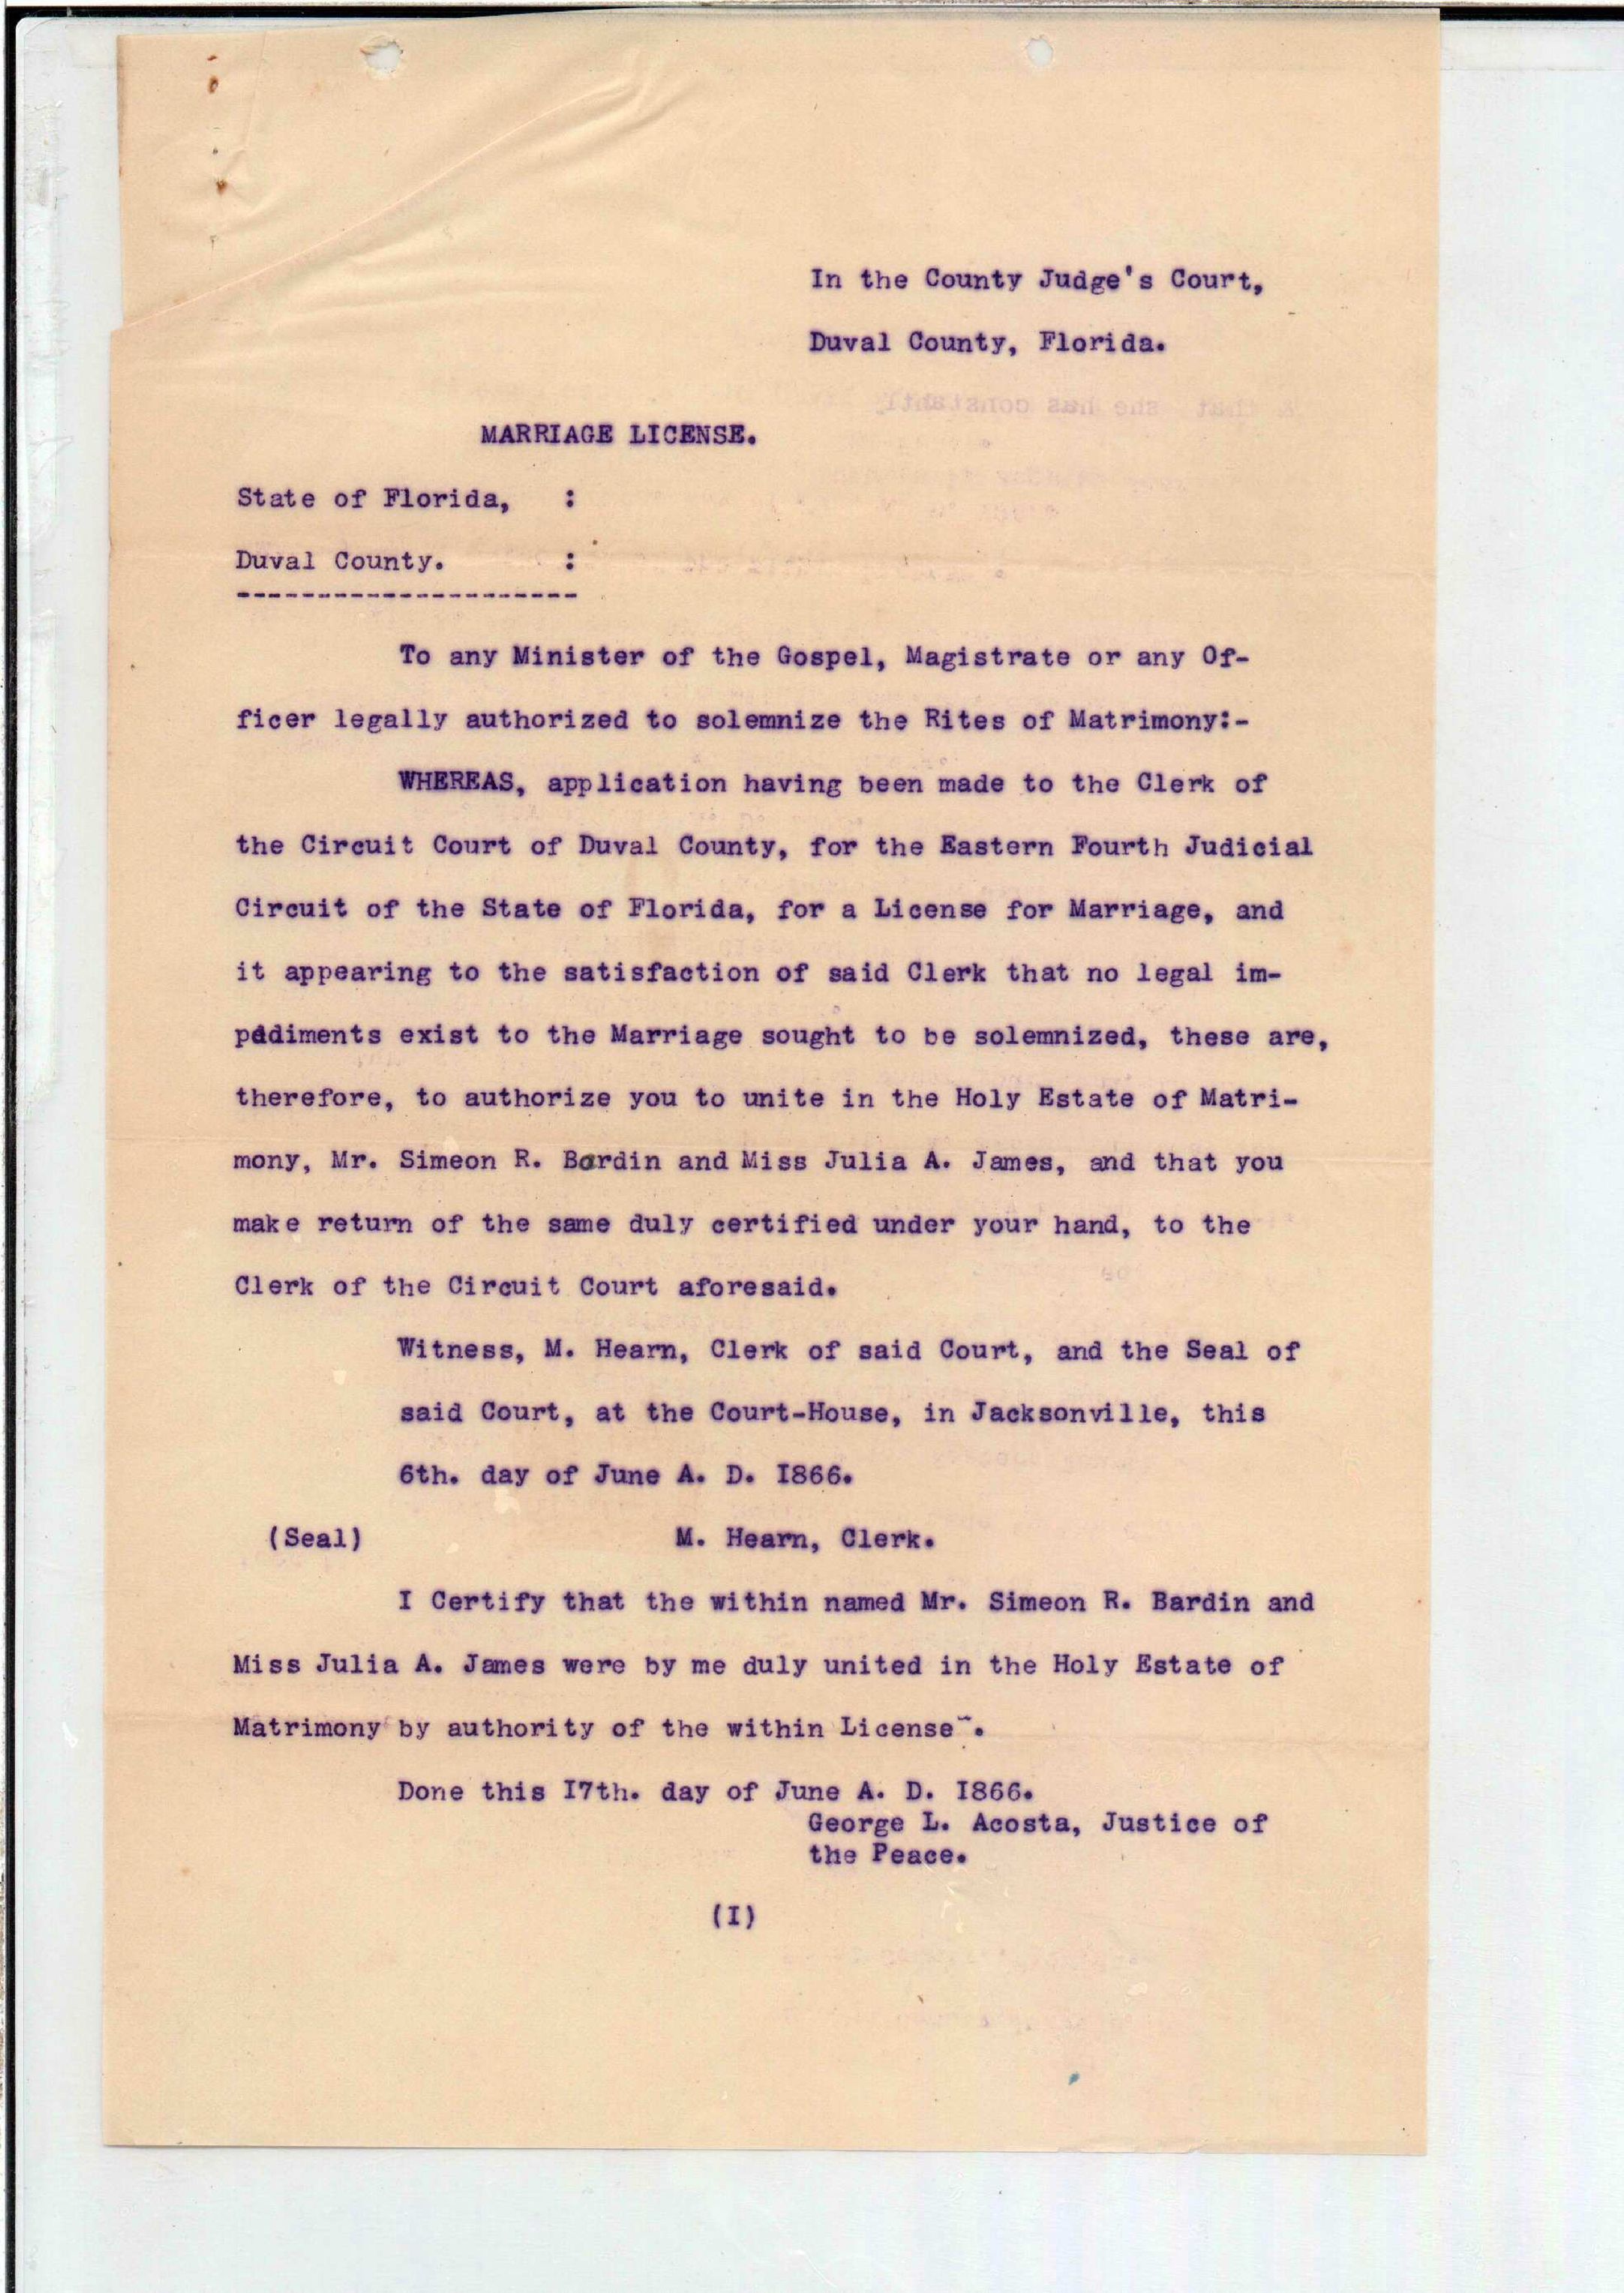 In the County Judge's Court,
Duval County, Florida.
MARRIAGE LICENSE.
State of Florida, :
Duval County. :
---------------------
To any Minister of the Gospel, Magistrate or any Of-
ficer legally authorized to solemnize the Rites of Matrimony:-
WHEREAS, application having been made to the Clerk of
the Circuit Court of Duval County, for the Eastern Fourth Judicial
Circuit of the State of Florida, for a License for Marriage, and
it appearing to the satisfaction of said Clerk that no legal im-
pediments exist to the Marriage sought to be solemnized, these are,
therefore, to authorize you to unite in the Holy Estate of Matri-
mony, Mr. Simeon R. Bardin and Miss Julia A. James, and that you
make return of the same duly certified under your hand, to the
Clerk of the Circuit Court aforesaid.
Witness, M. Hearn, Clerk of said Court, and the Seal of
said Court, at the Court-House, in Jacksonville, this
6th. day of June A. D. I866.
(Seal) M. Hearn, Clerk.
I Certify that the within named Mr. Simeon R. Bardin and
Miss Julia A. James were by me duly united in the Holy Estate of
Matrimony by authority of the within License.
Done this I7th. day of June A. D. I866.
George L. Acosta, Justice of
the Peace.
(I)